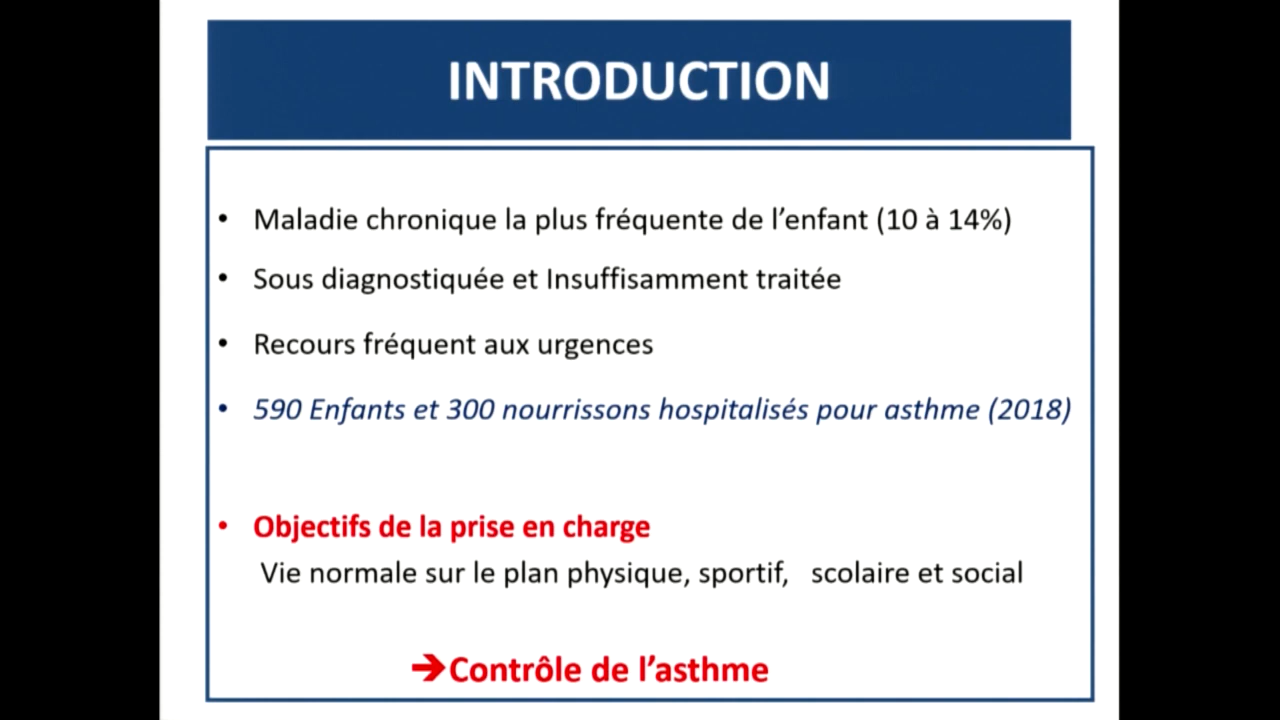 INTRODUCTION
• Maladie chronique la plus fréquente de l’enfant (10 à 14%)
• Sous diagnostiquée et Insuffisamment traitée
• Recours fréquent aux urgences
• 590 Enfants et 300 nourrissons hospitalisés pour asthme (2018)
• Objectifs de la prise en charge
Vie normale sur le plan physique, sportif, scolaire et social
➔Contrôle de l’asthme